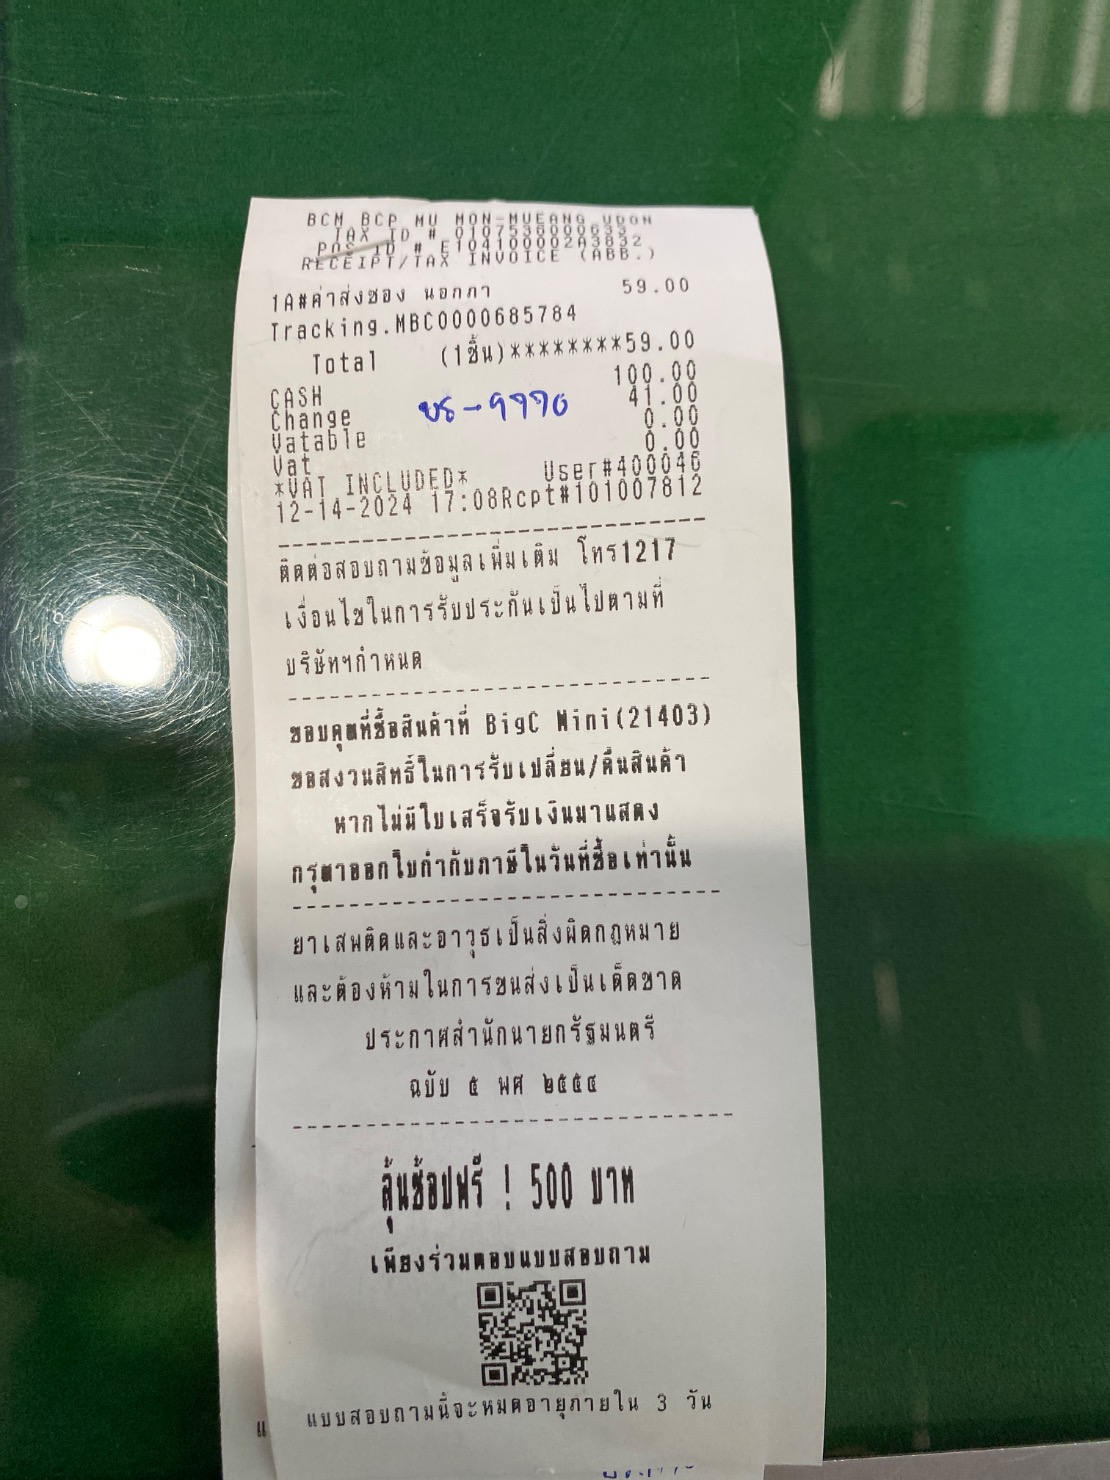 BCM BCP MU MON-MUEANG UDON
TAX ID # 0107536000633
POS ID # E104100002A3832
RECEIPT/TAX INVOICE (ABB.)
1A#ค่าส่งซอง นอกภา 59.00
Tracking.MBC0000685784
Total (1ชิ้น)********59.00
CASH 100.00
Change 41.00
Vatable 0.00
Vat 0.00
*VAT INCLUDED* User#400046
12-14-2024 17:08Rcpt#101007812
ติดต่อสอบถามข้อมูลเพิ่มเติม โทร1217
เงื่อนไขในการรับประกันเป็นไปตามที่
บริษัทฯกำหนด
ขอบคุณที่ซื้อสินค้าที่ BigC Mini(21403)
ขอสงวนสิทธิ์ในการรับเปลี่ยน/คืนสินค้า
หากไม่มีใบเสร็จรับเงินมาแสดง
กรุณาออกใบกำกับภาษีในวันที่ซื้อเท่านั้น
ยาเสพติดและอาวุธเป็นสิ่งผิดกฎหมาย
และต้องห้ามในการขนส่งเป็นเด็ดขาด
ประกาศสำนักนายกรัฐมนตรี
ฉบับ ๕ พศ ๒๕๕๔
ลุ้นช้อปฟรี ! 500 บาท
เพียงร่วมตอบแบบสอบถาม
แบบสอบถามนี้จะหมดอายุภายใน 3 วัน